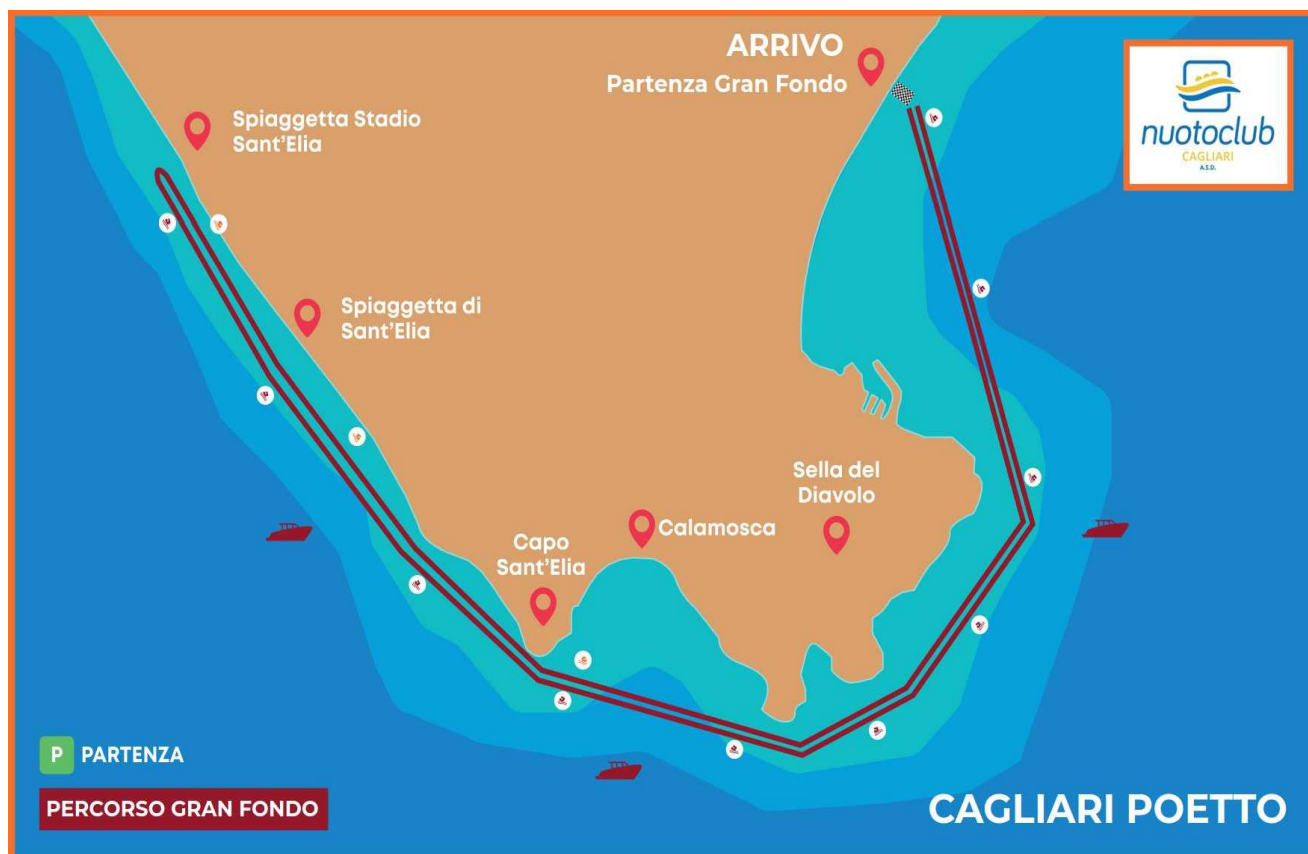 ARRIVO
Partenza Gran Fondo
nuotoclub
CAGLIARI
A.S.D.
Spiaggetta Stadio
Sant'Elia
Spiaggetta di
Sant'Elia
Sella del
Diavolo
Calamosca
Capo
Sant'Elia
P PARTENZA
PERCORSO GRAN FONDO
CAGLIARI POETTO